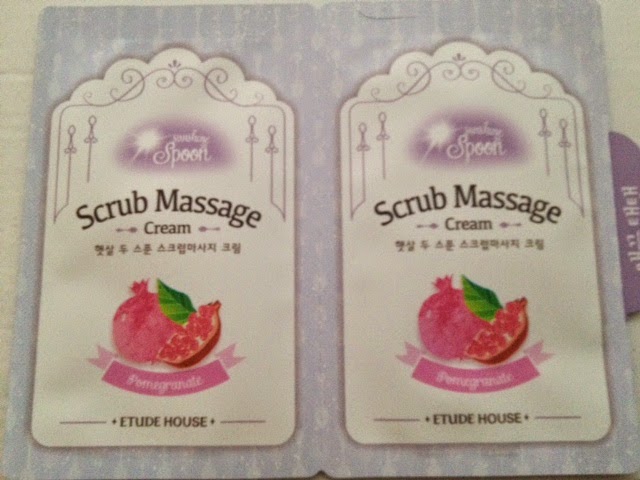 sunshine
Spoon
Scrub Massage
Cream
햇살 두 스푼 스크럽마사지 크림
Pomegranate
ETUDE HOUSE
sunshine
Spoon
Scrub Massage
Cream
햇살 두 스푼 스크럽마사지 크림
Pomegranate
ETUDE HOUSE